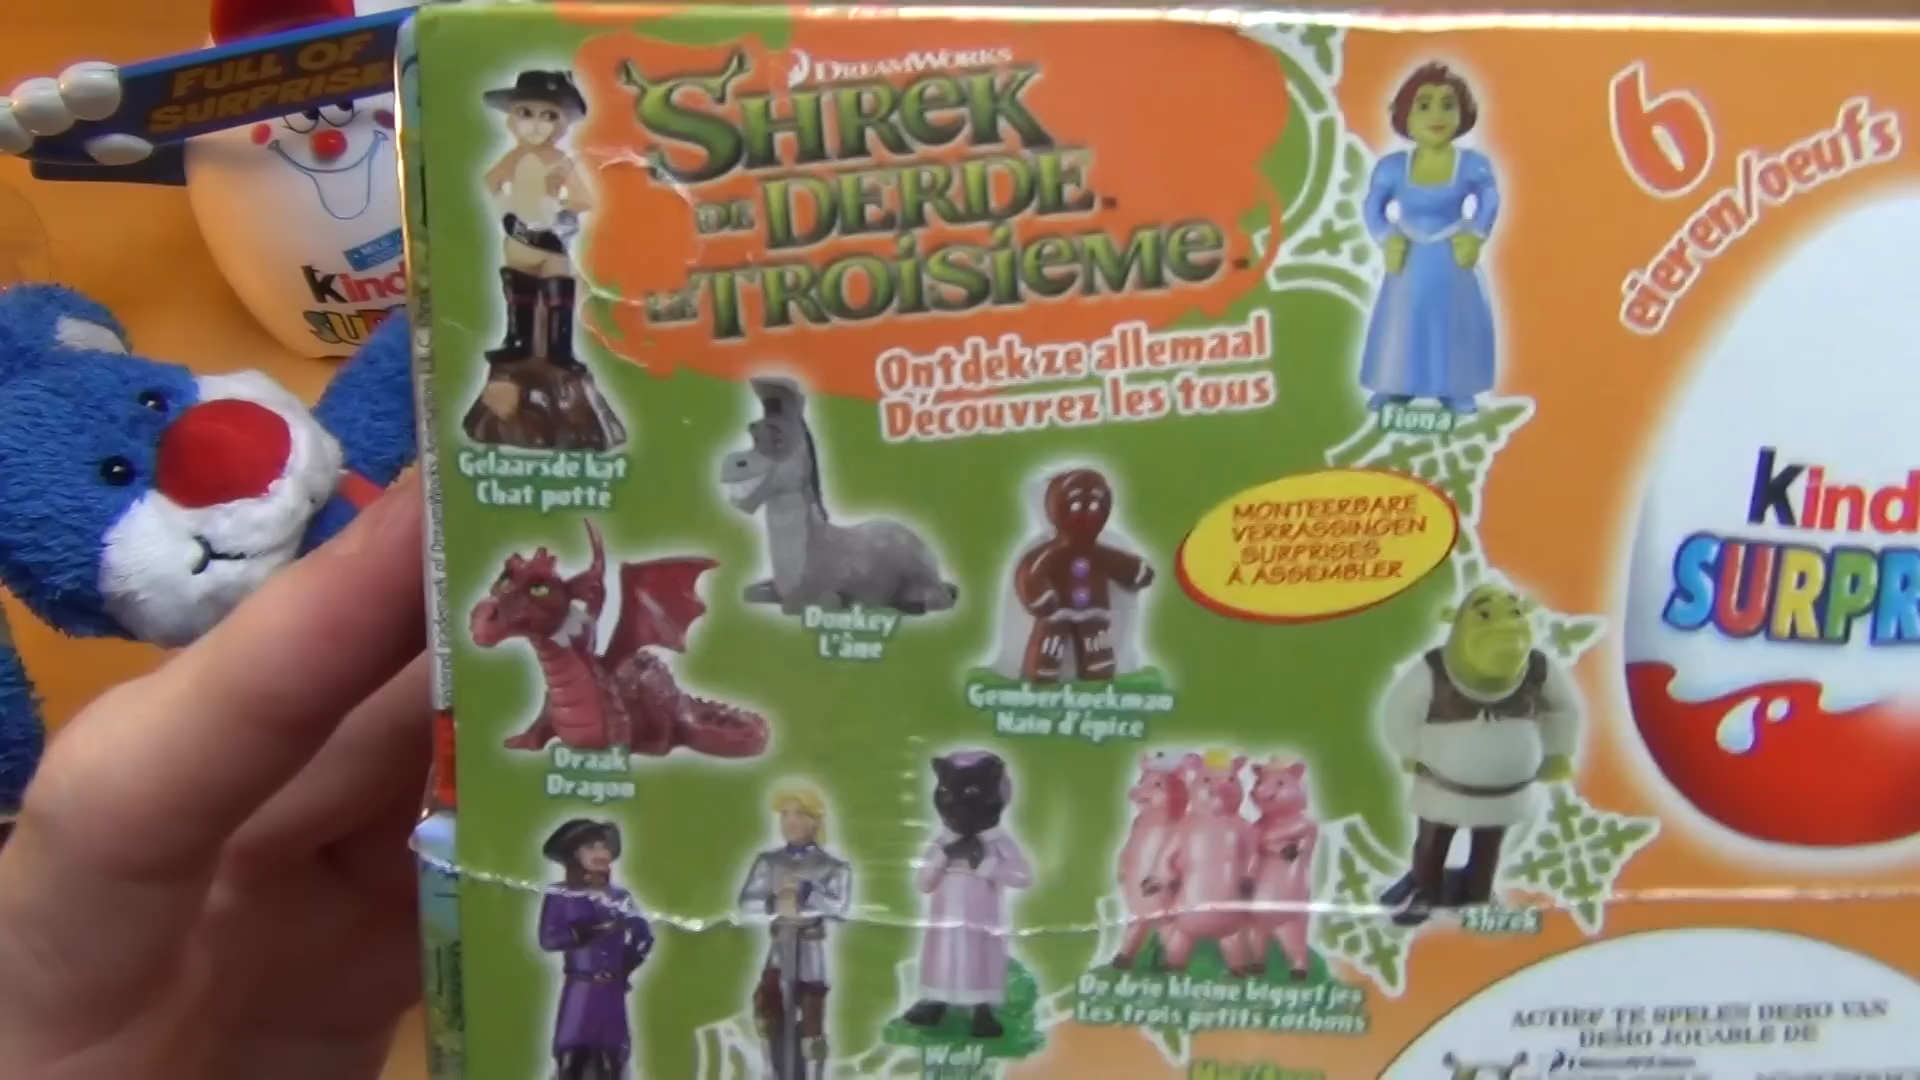 FULL OF
SURPRISE
Kind
SUR
DREAMWORKS
SHREK
DE DERDE.
LE TROISIEME.
Ontdek ze allemaal
Découvrez les tous
6
eieren/oeufs
Fiona
Gelaarsde kat
Chat potté
MONTEERBARE
VERRASSINGEN
SURPRISES
À ASSEMBLER
Kind
SURPR
Donkey
L'âne
Gemberkoekman
Nain d'épice
Draak
Dragon
Shrek
De drie kleine biggetjes
Les trois petits cochons
Wolf
ACTIEF TE SPELEN DEMO VAN
DEMO JOUABLE DE